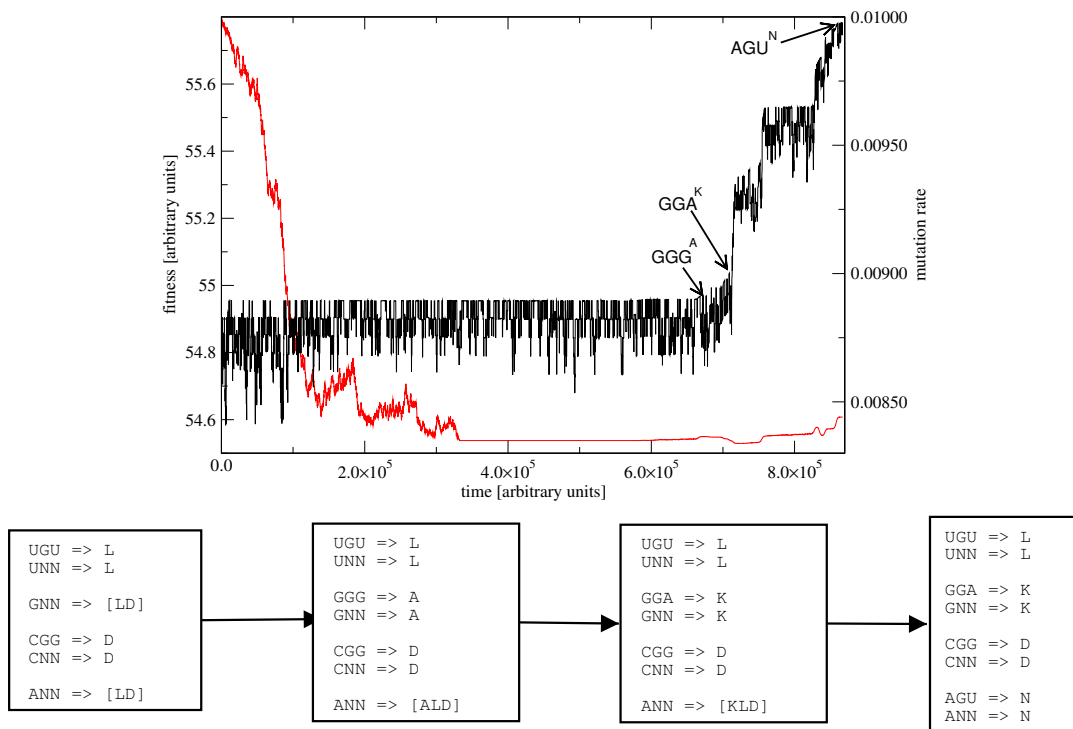 0.01000
AGU^N
55.6
55.4
0.00950
fitness [arbitrary units]
mutation rate
55.2
GGA^K
GGG^A
55
0.00900
54.8
54.6
0.00850
0.0
2.0×10^5
4.0×10^5
6.0×10^5
8.0×10^5
time [arbitrary units]
UGU => L
UNN => L
GNN => [LD]
CGG => D
CNN => D
ANN => [LD]
UGU => L
UNN => L
GGG => A
GNN => A
CGG => D
CNN => D
ANN => [ALD]
UGU => L
UNN => L
GGA => K
GNN => K
CGG => D
CNN => D
ANN => [KLD]
UGU => L
UNN => L
GGA => K
GNN => K
CGG => D
CNN => D
AGU => N
ANN => N